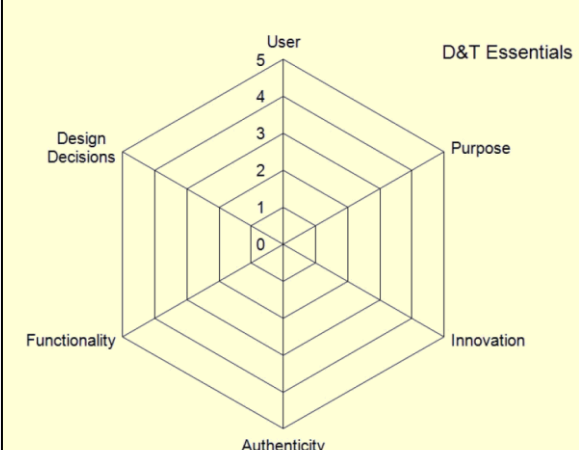 User
D&T Essentials
5
4
3
2
1
0
Design
Decisions
Purpose
Functionality
Innovation
Authenticity